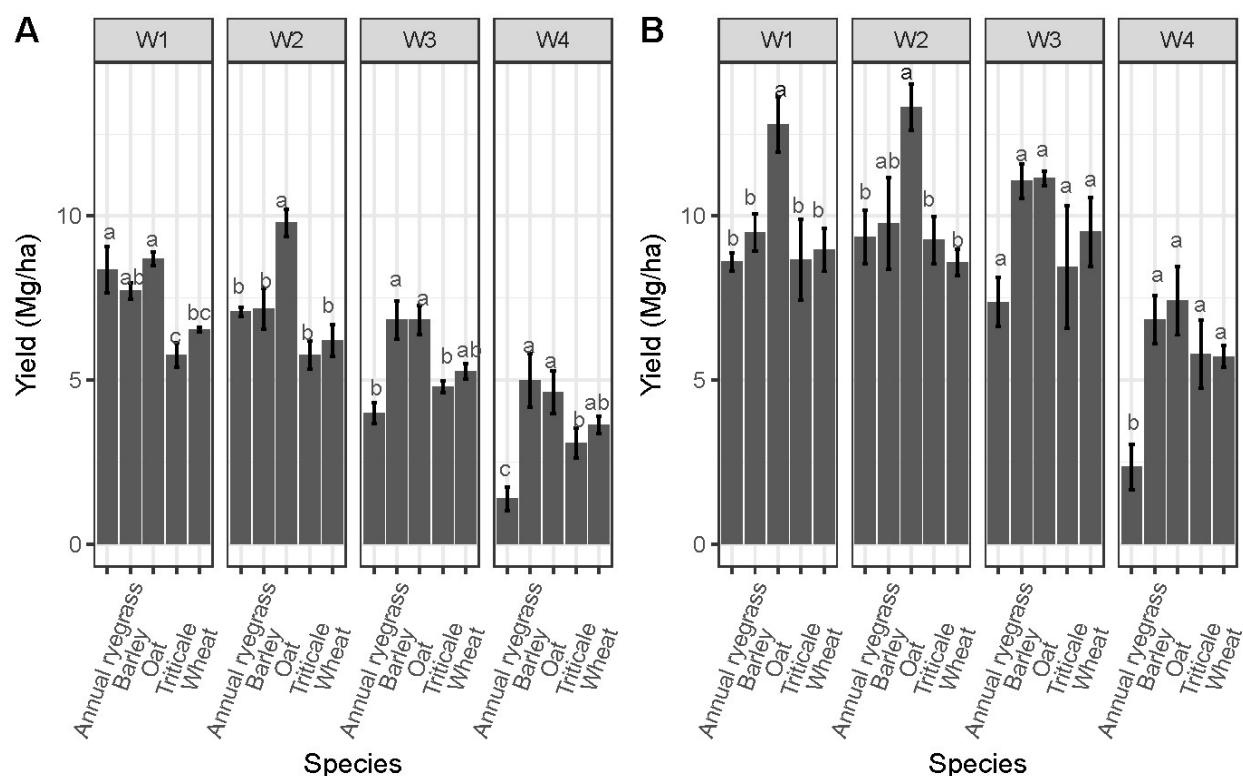 A
W1 W2 W3 W4
Yield (Mg/ha)
10
5
0
a ab a c bc
b b a b b
b a a b ab
c a a b ab
Annual ryegrass Barley Oat Triticale Wheat
Annual ryegrass Barley Oat Triticale Wheat
Annual ryegrass Barley Oat Triticale Wheat
Annual ryegrass Barley Oat Triticale Wheat
Species
B
W1 W2 W3 W4
Yield (Mg/ha)
10
5
0
b b a b b
b ab a b b
a a a a a
b a a a a
Annual ryegrass Barley Oat Triticale Wheat
Annual ryegrass Barley Oat Triticale Wheat
Annual ryegrass Barley Oat Triticale Wheat
Annual ryegrass Barley Oat Triticale Wheat
Species